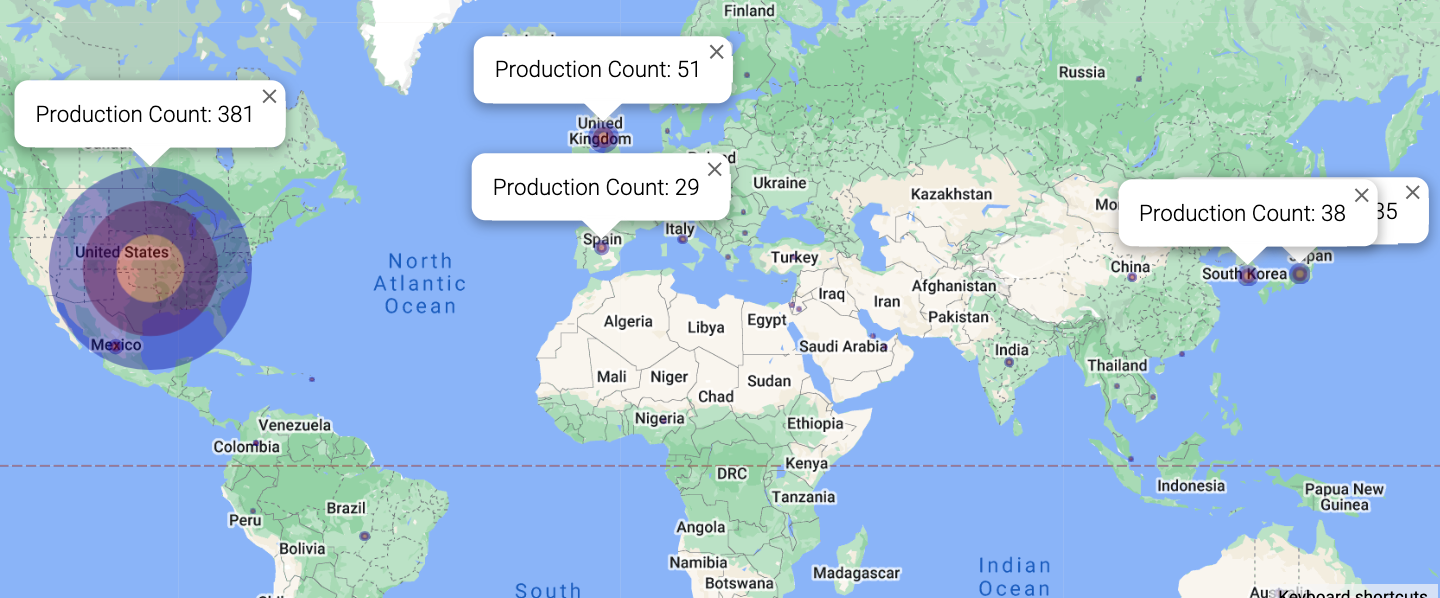 Finland
Production Count: 51
Russia
Production Count: 381
United
Kingdom
Production Count: 29
Ukraine
Kazakhstan
Production Count: 38
35
Spain
Italy
United States
North
Atlantic
Ocean
Turkey
China
South Korea
Iraq
Iran
Afghanistan
Pakistan
Algeria
Libya
Egypt
Saudi Arabia
Mexico
India
Thailand
Mali
Niger
Chad
Sudan
Nigeria
Ethiopia
Venezuela
Colombia
DRC
Kenya
Indonesia
Papua New
Guinea
Tanzania
Peru
Brazil
Angola
Bolivia
Namibia
Botswana
Madagascar
Indian
Ocean
South
Keyboard shortcuts